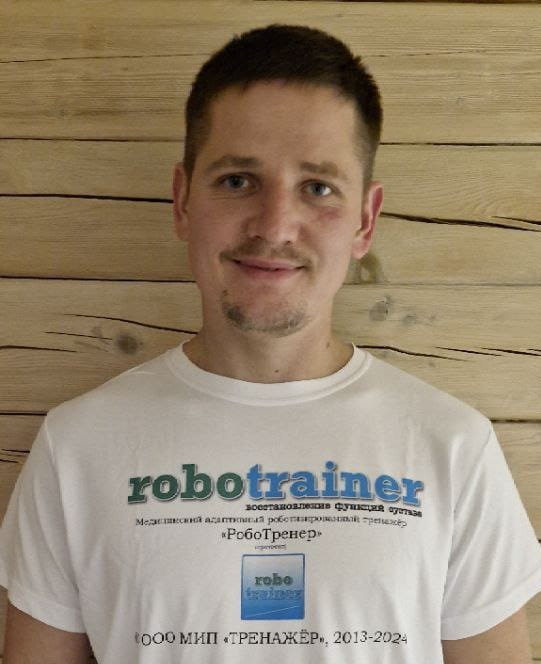 robotrainer
восстановление функций сустава
Медицинский адаптивный роботизированный тренажёр
«РобоТренер»
robo
trainer
©ООО МИП «ТРЕНАЖЁР», 2013-2024